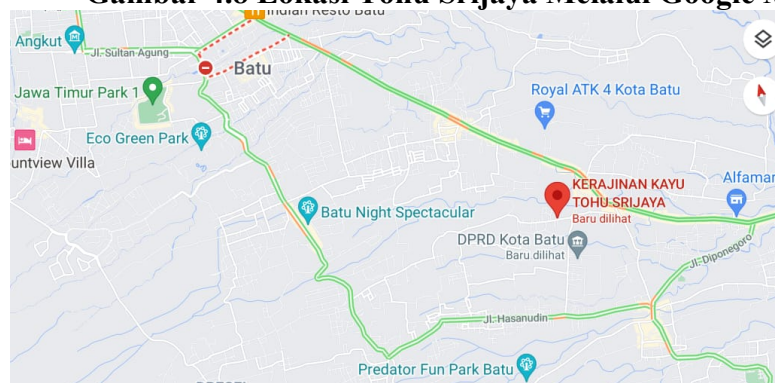 Gambar 4.8 Lokasi Tohu Srijaya Melalui Google
Indian Resto Batu
Angkut
Jl. Sultan Agung
Batu
Jawa Timur Park 1
Royal ATK 4 Kota Batu
Eco Green Park
untview Villa
KERAJINAN KAYU
TOHU SRIJAYA
Baru dilihat
Alfamar
Batu Night Spectacular
DPRD Kota Batu
Baru dilihat
Jl. Diponegoro
Jl. Hasanudin
Predator Fun Park Batu